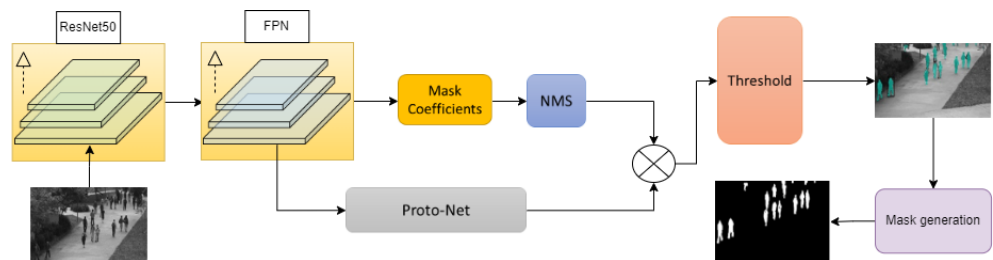 ResNet50
FPN
Mask
Coefficients
NMS
Threshold
Proto-Net
Mask generation